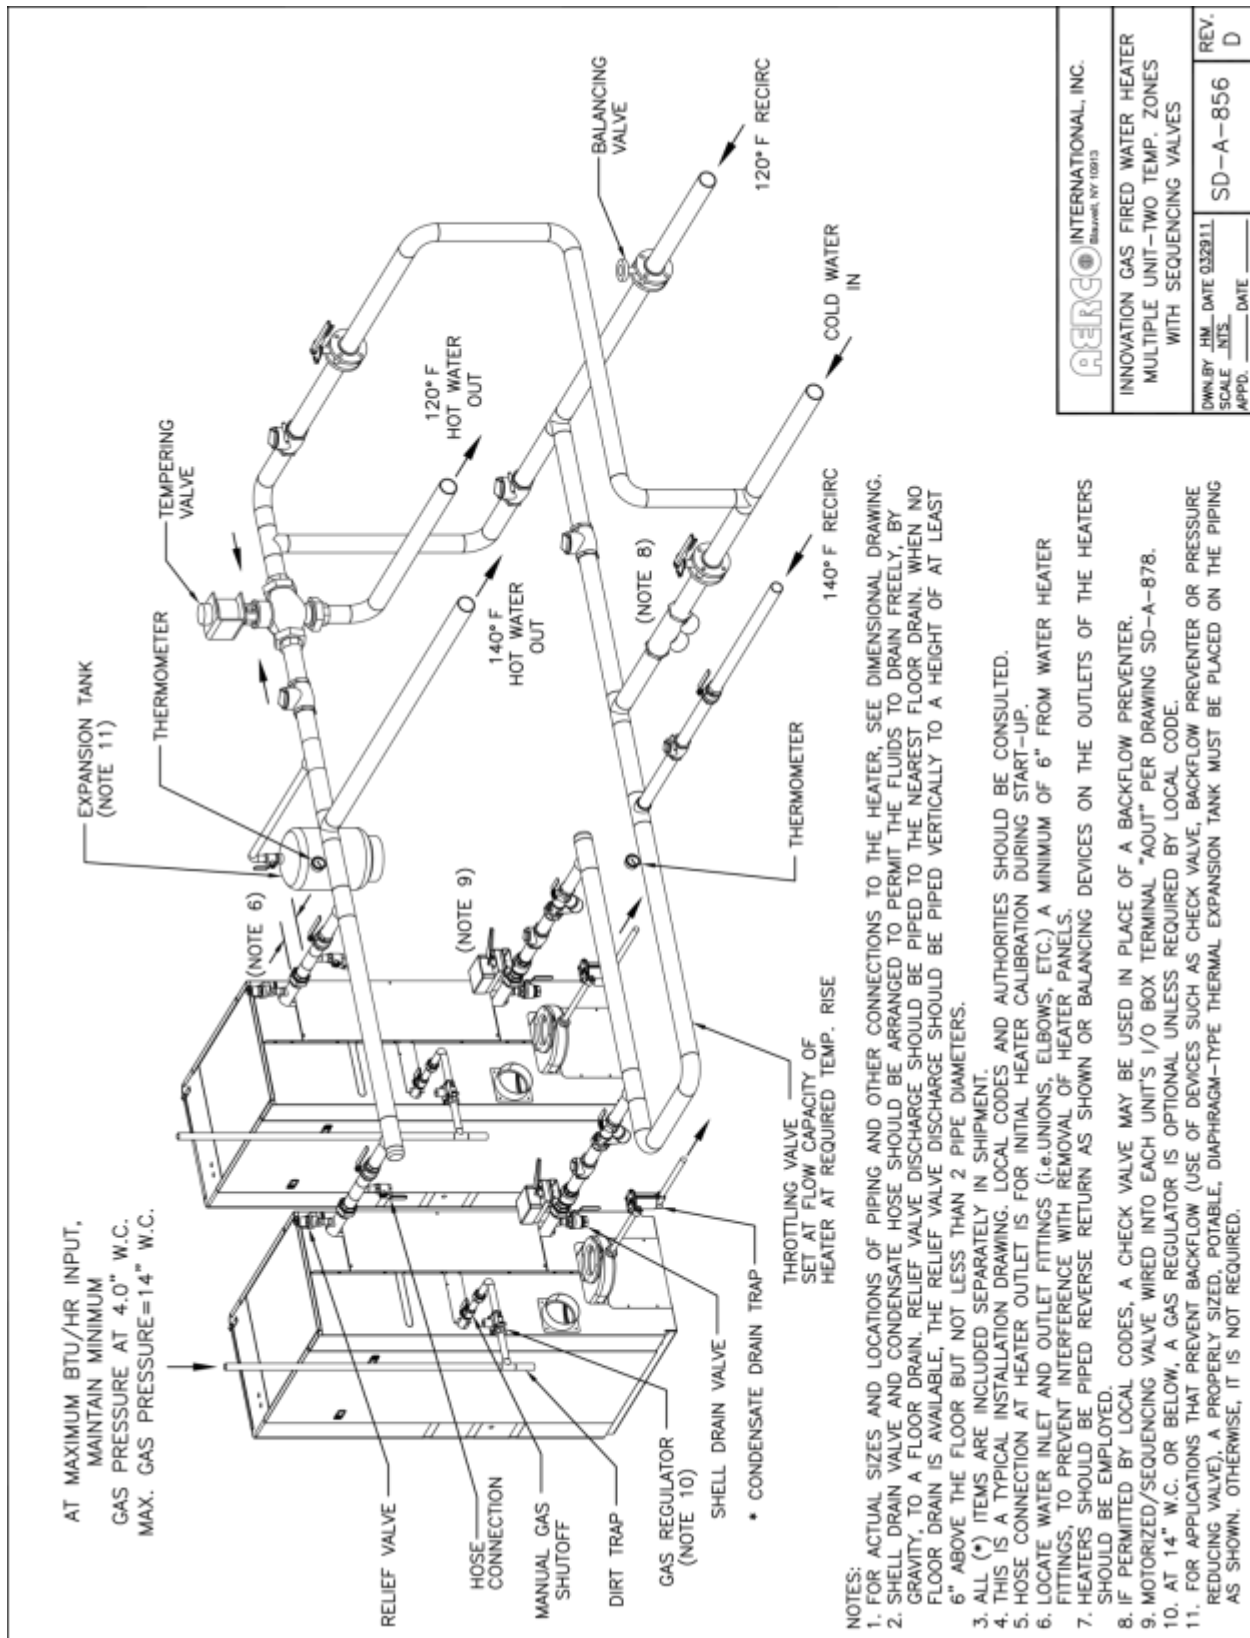 AT MAXIMUM BTU/HR INPUT,
MAINTAIN MINIMUM
GAS PRESSURE AT 4.0" W.C.
MAX. GAS PRESSURE=14" W.C.
EXPANSION TANK
(NOTE 11)
THERMOMETER
TEMPERING
VALVE
BALANCING
VALVE
(NOTE 6)
120° F
HOT WATER
OUT
120° F RECIRC
140° F
HOT WATER
OUT
(NOTE 9)
(NOTE 8)
COLD WATER
IN
140° F RECIRC
THERMOMETER
RELIEF VALVE
HOSE
CONNECTION
MANUAL GAS
SHUTOFF
DIRT TRAP
GAS REGULATOR
(NOTE 10)
SHELL DRAIN VALVE
* CONDENSATE DRAIN TRAP
THROTTLING VALVE
SET AT FLOW CAPACITY OF
HEATER AT REQUIRED TEMP. RISE
NOTES:
1. FOR ACTUAL SIZES AND LOCATIONS OF PIPING AND OTHER CONNECTIONS TO THE HEATER, SEE DIMENSIONAL DRAWING.
2. SHELL DRAIN VALVE AND CONDENSATE HOSE SHOULD BE ARRANGED TO PERMIT THE FLUIDS TO DRAIN FREELY, BY
GRAVITY, TO A FLOOR DRAIN. RELIEF VALVE DISCHARGE SHOULD BE PIPED TO THE NEAREST FLOOR DRAIN. WHEN NO
FLOOR DRAIN IS AVAILABLE, THE RELIEF VALVE DISCHARGE SHOULD BE PIPED VERTICALLY TO A HEIGHT OF AT LEAST
6" ABOVE THE FLOOR BUT NOT LESS THAN 2 PIPE DIAMETERS.
3. ALL (*) ITEMS ARE INCLUDED SEPARATELY IN SHIPMENT.
4. THIS IS A TYPICAL INSTALLATION DRAWING. LOCAL CODES AND AUTHORITIES SHOULD BE CONSULTED.
5. HOSE CONNECTION AT HEATER OUTLET IS FOR INITIAL HEATER CALIBRATION DURING START-UP.
6. LOCATE WATER INLET AND OUTLET FITTINGS (i.e.UNIONS, ELBOWS, ETC.) A MINIMUM OF 6" FROM WATER HEATER
FITTINGS, TO PREVENT INTERFERENCE WITH REMOVAL OF HEATER PANELS.
7. HEATERS SHOULD BE PIPED REVERSE RETURN AS SHOWN OR BALANCING DEVICES ON THE OUTLETS OF THE HEATERS
SHOULD BE EMPLOYED.
8. IF PERMITTED BY LOCAL CODES, A CHECK VALVE MAY BE USED IN PLACE OF A BACKFLOW PREVENTER.
9. MOTORIZED/SEQUENCING VALVE WIRED INTO EACH UNIT'S I/O BOX TERMINAL "AOUT" PER DRAWING SD-A-878.
10. AT 14" W.C. OR BELOW, A GAS REGULATOR IS OPTIONAL UNLESS REQUIRED BY LOCAL CODE.
11. FOR APPLICATIONS THAT PREVENT BACKFLOW (USE OF DEVICES SUCH AS CHECK VALVE, BACKFLOW PREVENTER OR PRESSURE
REDUCING VALVE), A PROPERLY SIZED, POTABLE, DIAPHRAGM-TYPE THERMAL EXPANSION TANK MUST BE PLACED ON THE PIPING
AS SHOWN. OTHERWISE, IT IS NOT REQUIRED.
AERCO INTERNATIONAL, INC.
Blauvelt, NY 10913
INNOVATION GAS FIRED WATER HEATER
MULTIPLE UNIT-TWO TEMP. ZONES
WITH SEQUENCING VALVES
DWN.BY HM DATE 032911
SCALE NTS
APPD. DATE
SD-A-856
REV.
D